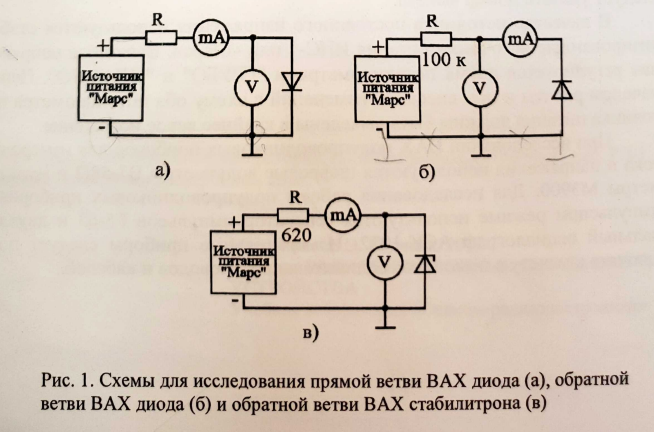 R
mA
+
Источник
питания
"Марс"
-
V
а)
R
100 к
mA
+
Источник
питания
"Марс"
-
V
б)
R
620
mA
+
Источник
питания
"Марс"
-
V
в)
Рис. 1. Схемы для исследования прямой ветви ВАХ диода (а), обратной
ветви ВАХ диода (б) и обратной ветви ВАХ стабилитрона (в)